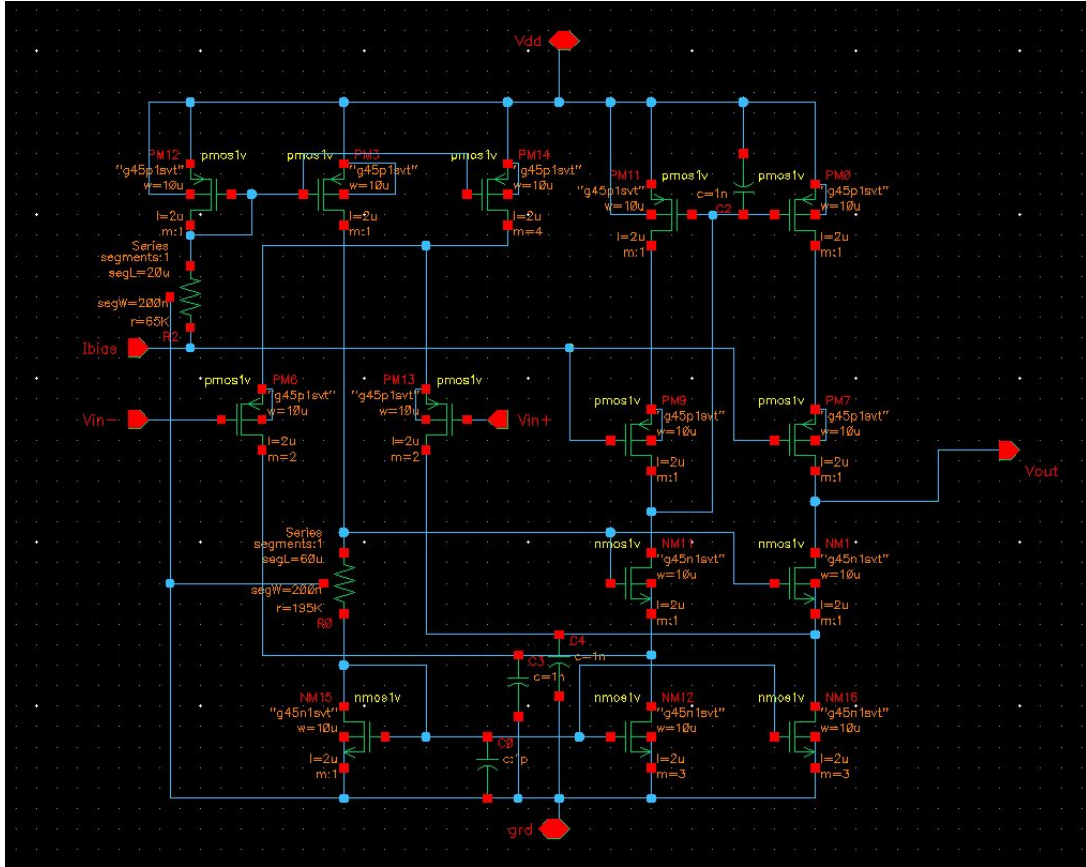 Vdd
PM12
pmos1v
"g45p1svt"
w=10u
l=2u
m:1
PM3
pmos1v
"g45p1svt"
w=10u
l=2u
m:1
PM14
pmos1v
"g45p1svt"
w=10u
l=2u
m=4
PM11
pmos1v
"g45p1svt"
w=10u
l=2u
m:1
c=1n
C2
PM0
pmos1v
"g45p1svt"
w=10u
l=2u
m:1
Series
segments:1
segL=20u
segW=200n
r=65K
R2
Ibias
Vin-
pmos1v
PM6
"g45p1svt"
w=10u
l=2u
m=2
PM13
pmos1v
"g45p1svt"
w=10u
l=2u
m=2
Vin+
PM9
pmos1v
"g45p1svt"
w=10u
l=2u
m:1
PM7
pmos1v
"g45p1svt"
w=10u
l=2u
m:1
Vout
Series
segments:1
segL=60u
segW=200n
r=195K
R0
nmos1v
NM11
"g45n1svt"
w=10u
l=2u
m:1
nmos1v
NM1
"g45n1svt"
w=10u
l=2u
m:1
C4
c=1n
C3
c=1n
NM15
nmos1v
"g45n1svt"
w=10u
l=2u
m:1
C0
c:1p
nmos1v
NM12
"g45n1svt"
w=10u
l=2u
m=3
nmos1v
NM16
"g45n1svt"
w=10u
l=2u
m=3
grd